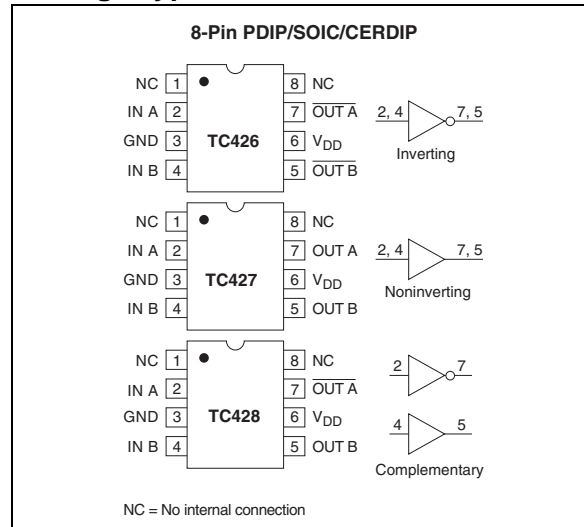 8-Pin PDIP/SOIC/CERDIP
NC 1 8 NC
IN A 2 7 OUT A
GND 3 TC426 6 VDD
IN B 4 5 OUT B
2, 4 7, 5
Inverting
NC 1 8 NC
IN A 2 7 OUT A
GND 3 TC427 6 VDD
IN B 4 5 OUT B
2, 4 7, 5
Noninverting
NC 1 8 NC
IN A 2 7 OUT A
GND 3 TC428 6 VDD
IN B 4 5 OUT B
2 7
4 5
Complementary
NC = No internal connection